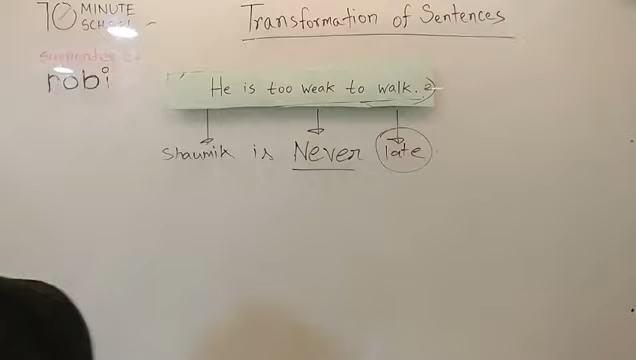 10 MINUTE
SCHOOL
Transformation of Sentences
robi
He is too weak to walk.
Shaumik is Never late